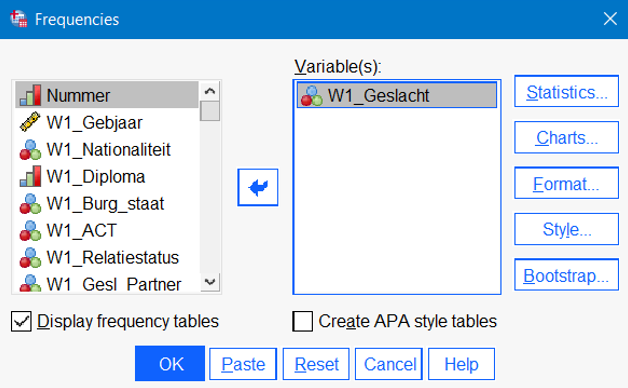 Frequencies
Variable(s):
Nummer
W1_Gebjaar
W1_Nationaliteit
W1_Diploma
W1_Burg_staat
W1_ACT
W1_Relatiestatus
W1_Gesl_Partner
W1_Geslacht
Statistics...
Charts...
Format...
Style...
Bootstrap...
Display frequency tables
Create APA style tables
OK
Paste
Reset
Cancel
Help